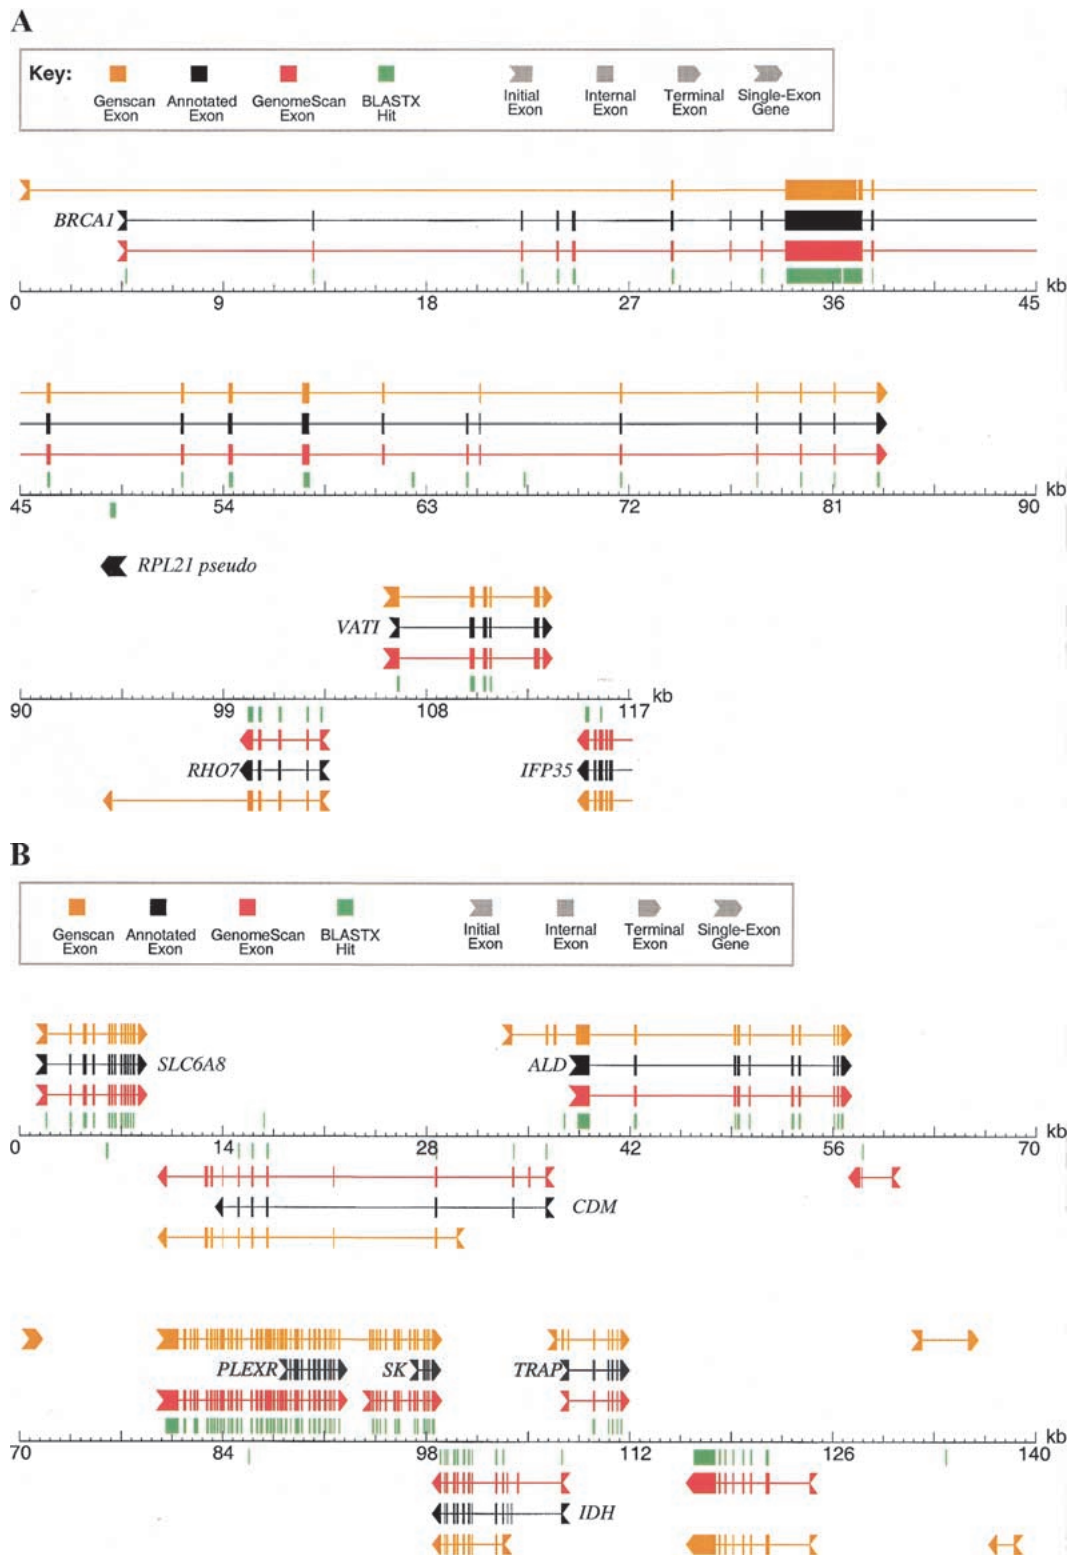 A
Key:
Genscan Exon
Annotated Exon
GenomeScan Exon
BLASTX Hit
Initial Exon
Internal Exon
Terminal Exon
Single-Exon Gene
BRCA1
0 9 18 27 36 45 kb
45 54 63 72 81 90 kb
RPL21 pseudo
VATI
90 99 108 117 kb
RHO7
IFP35
B
Genscan Exon
Annotated Exon
GenomeScan Exon
BLASTX Hit
Initial Exon
Internal Exon
Terminal Exon
Single-Exon Gene
SLC6A8
ALD
0 14 28 42 56 70 kb
CDM
PLEXR
SK
TRAP
70 84 98 112 126 140 kb
IDH